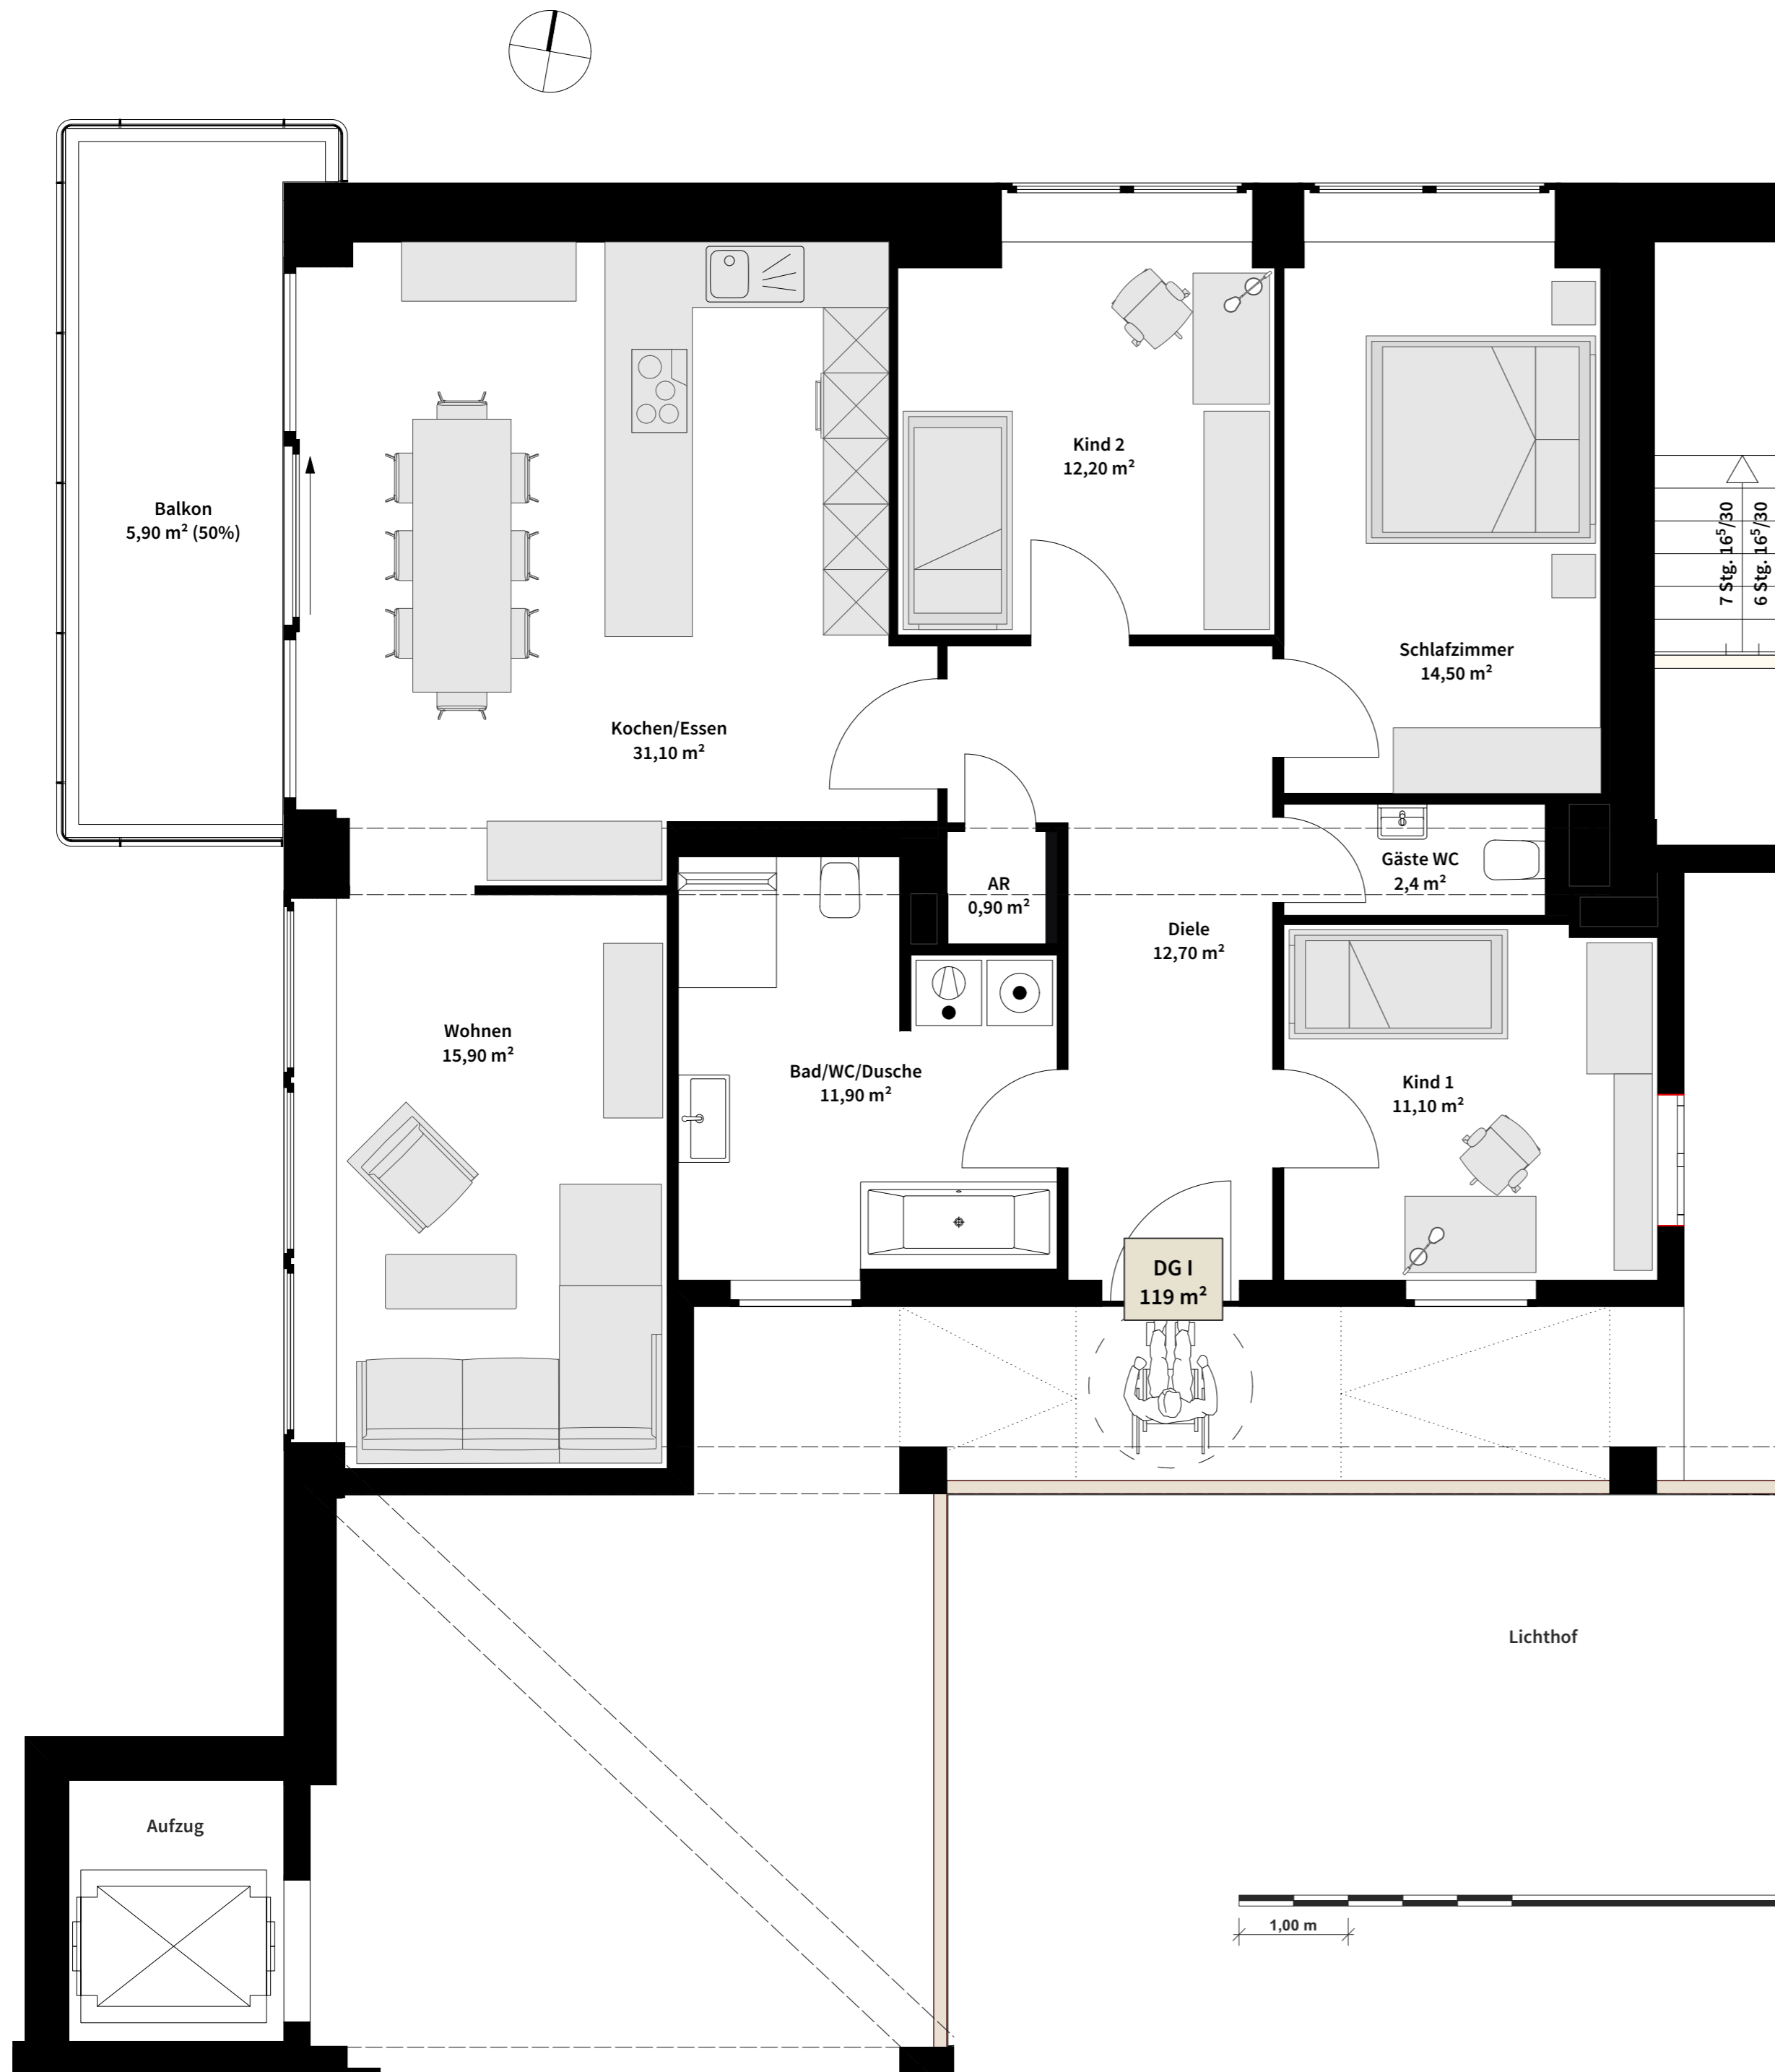 Balkon
5,90 m² (50%)
Kochen/Essen
31,10 m²
Kind 2
12,20 m²
Schlafzimmer
14,50 m²
7 Stg. 16⁵/30
6 Stg. 16⁵/30
Gäste WC
2,4 m²
AR
0,90 m²
Diele
12,70 m²
Wohnen
15,90 m²
Bad/WC/Dusche
11,90 m²
Kind 1
11,10 m²
DG I
119 m²
Lichthof
Aufzug
1,00 m